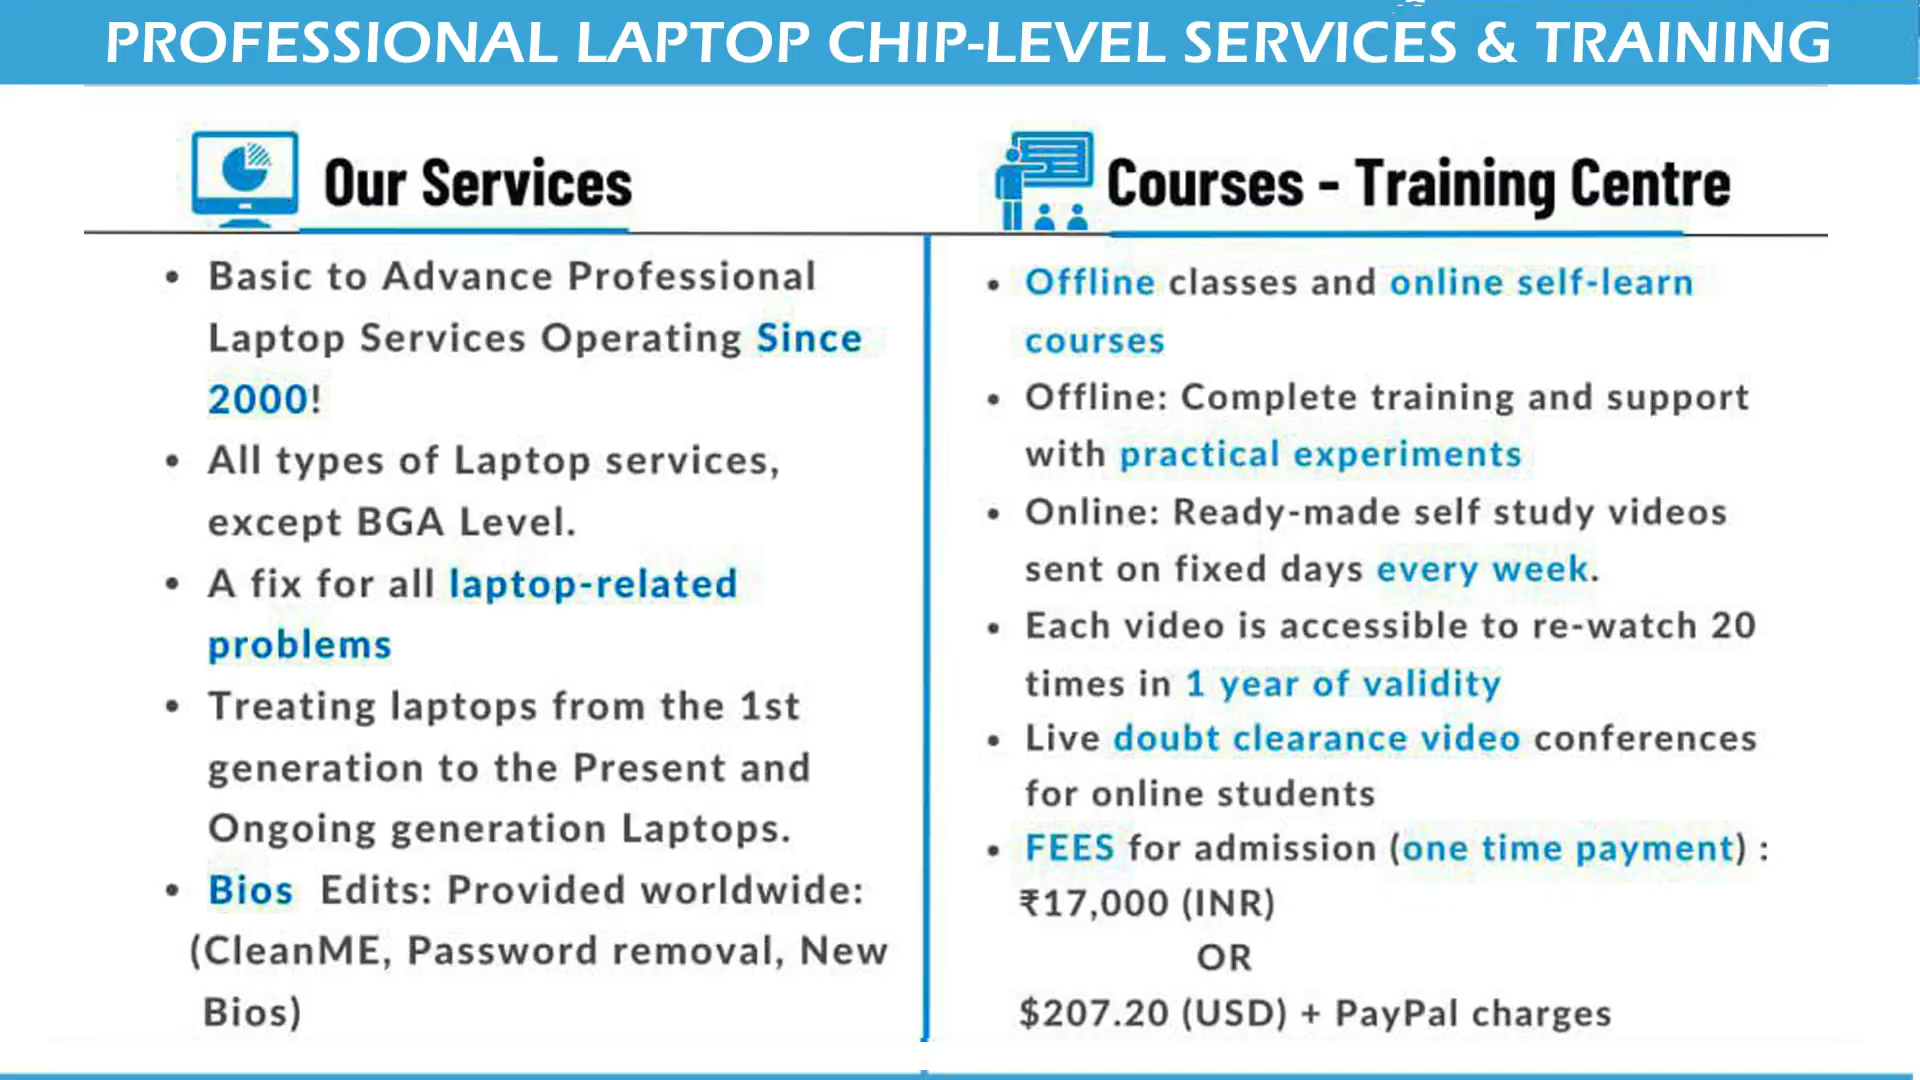 PROFESSIONAL LAPTOP CHIP-LEVEL SERVICES & TRAINING
Our Services
• Basic to Advance Professional
Laptop Services Operating Since
2000!
• All types of Laptop services,
except BGA Level.
• A fix for all laptop-related
problems
• Treating laptops from the 1st
generation to the Present and
Ongoing generation Laptops.
• Bios Edits: Provided worldwide:
(CleanME, Password removal, New
Bios)
Courses - Training Centre
• Offline classes and online self-learn
courses
• Offline: Complete training and support
with practical experiments
• Online: Ready-made self study videos
sent on fixed days every week.
• Each video is accessible to re-watch 20
times in 1 year of validity
• Live doubt clearance video conferences
for online students
• FEES for admission (one time payment) :
₹17,000 (INR)
OR
$207.20 (USD) + PayPal charges